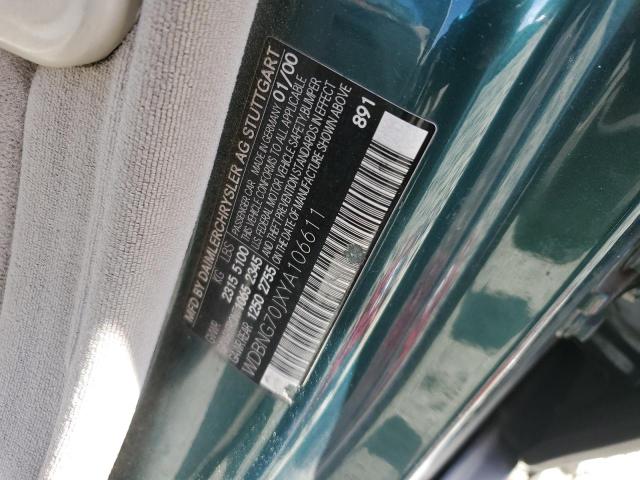 MFD BY DAIMLERCHRYSLER AG STUTTGART
KG LBS PASSENGER CAR MADE IN GERMANY 01/00
GVWR 2315 5100 THIS VEHICLE CONFORMS TO ALL APPLICABLE
1065 2345 U.S. FEDERAL MOTOR VEHICLE SAFETY, BUMPER
GAWR REAR 1250 2755 AND THEFT PREVENTION STANDARDS IN EFFECT
ON THE DATE OF MANUFACTURE SHOWN ABOVE
WDBNG70JXYA106611 891